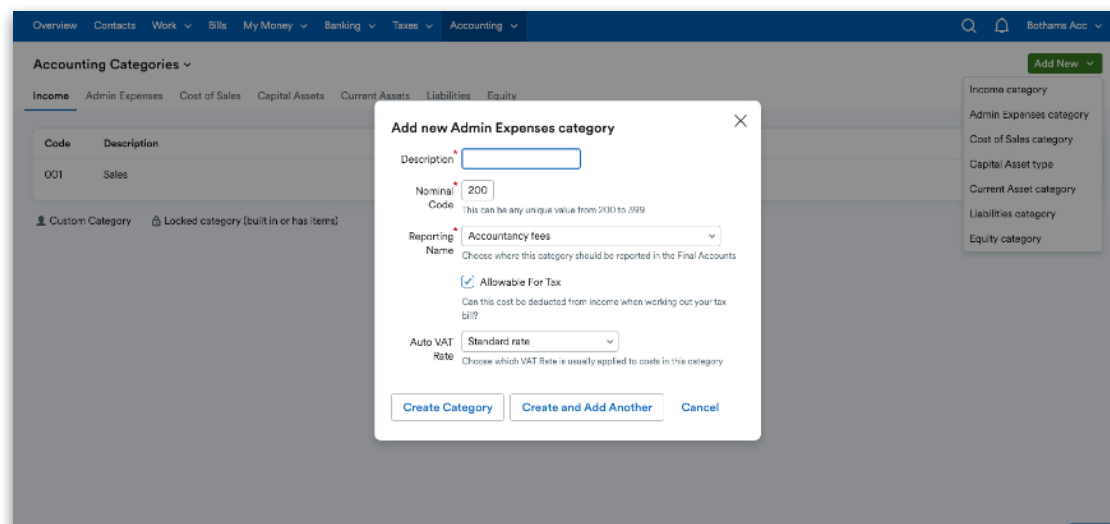 Overview Contacts Work Bills My Money Banking Taxes Accounting Bothams Acc
Accounting Categories
Add New
Income Admin Expenses Cost of Sales Capital Assets Current Assets Liabilities Equity
Income category
Admin Expenses category
Cost of Sales category
Capital Asset type
Current Asset category
Liabilities category
Equity category
Code Description
001 Sales
Custom Category Locked category (built in or has items)
Add new Admin Expenses category
Description*
Nominal* Code 200
This can be any unique value from 200 to 399
Reporting* Name Accountancy fees
Choose where this category should be reported in the Final Accounts
Allowable For Tax
Can this cost be deducted from income when working out your tax
bill?
Auto VAT Rate Standard rate
Choose which VAT Rate is usually applied to costs in this category
Create Category Create and Add Another Cancel